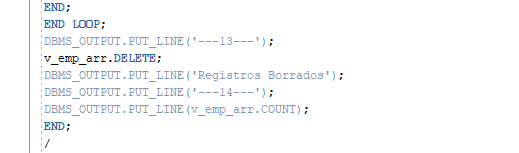 END;
END LOOP;
DBMS_OUTPUT.PUT_LINE('---13---');
v_emp_arr.DELETE;
DBMS_OUTPUT.PUT_LINE('Registros Borrados');
DBMS_OUTPUT.PUT_LINE('---14---');
DBMS_OUTPUT.PUT_LINE(v_emp_arr.COUNT);
END;
/